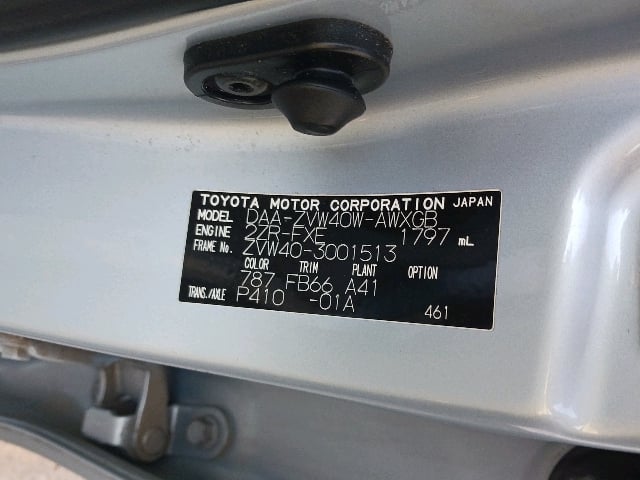 TOYOTA MOTOR CORPORATION JAPAN
MODEL DAA-ZVW40W-AWXGB
ENGINE 2ZR-FXE 1797 mL
FRAME No. ZVW40-3001513
COLOR TRIM PLANT OPTION
787 FB66 A41
TRANS./AXLE P410 -01A
461